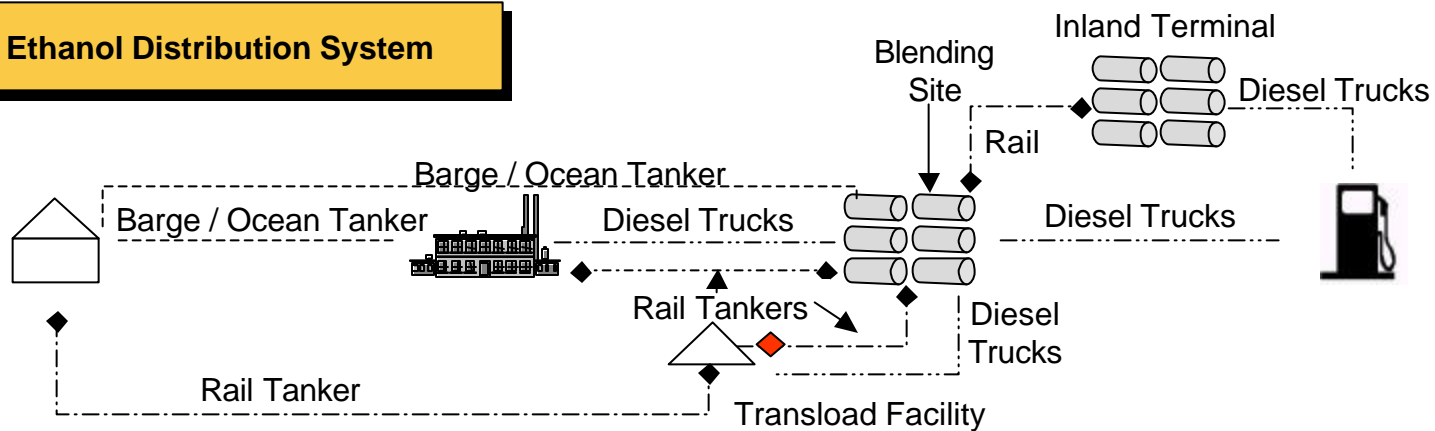 Ethanol Distribution System
Inland Terminal
Blending
Site
Diesel Trucks
Rail
Barge / Ocean Tanker
Barge / Ocean Tanker
Diesel Trucks
Diesel Trucks
Rail Tankers
Diesel
Trucks
Rail Tanker
Transload Facility